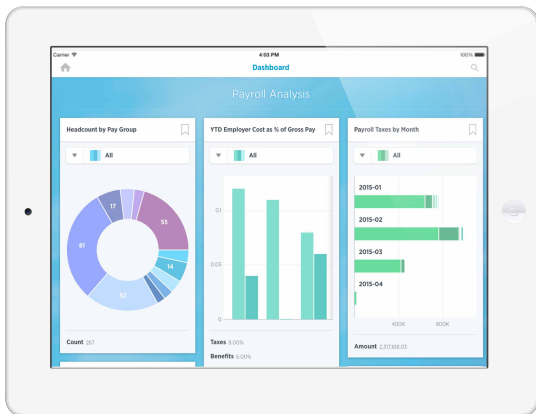 Carrier
4:03 PM
100%
Dashboard
Payroll Analysis
Headcount by Pay Group
All
17
55
81
14
52
Count 267
YTD Employer Cost as % of Gross Pay
All
0.1
0.05
0
Taxes 8.00%
Benefits 6.00%
Payroll Taxes by Month
All
2015-01
2015-02
2015-03
2015-04
400K
800K
Amount 2,317,616.03